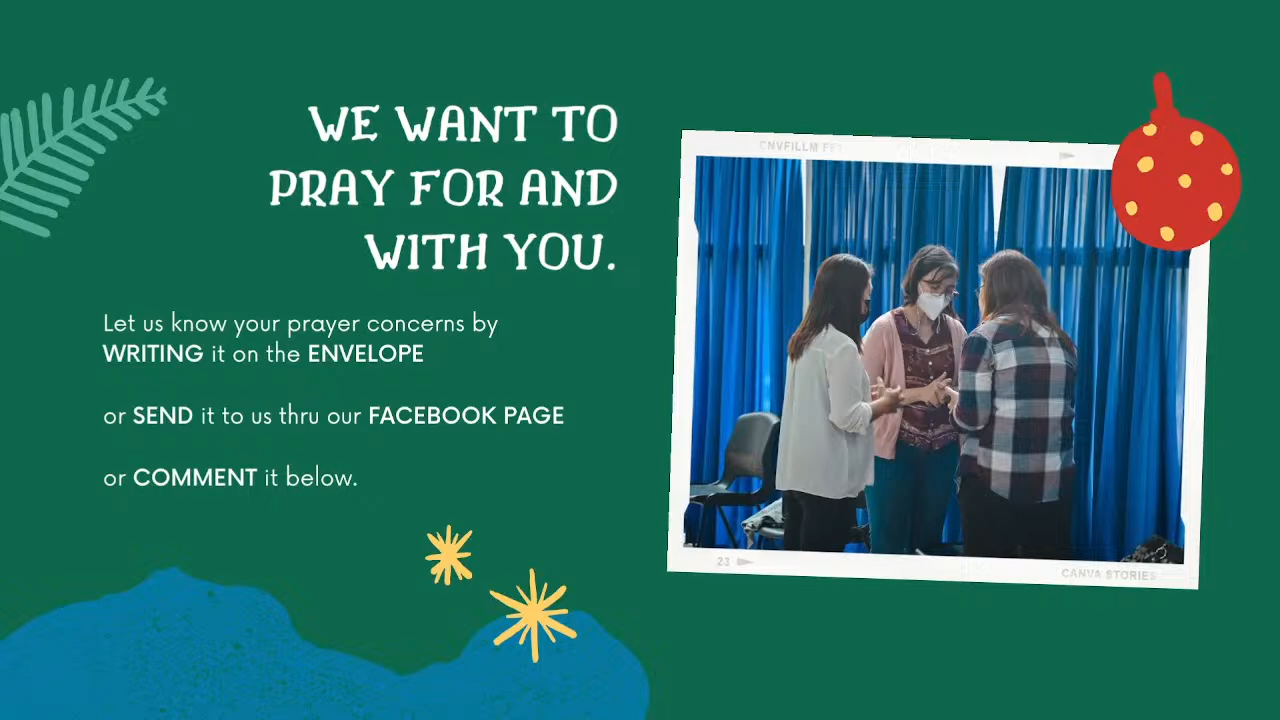 WE WANT TO
PRAY FOR AND
WITH YOU.
Let us know your prayer concerns by
WRITING it on the ENVELOPE
or SEND it to us thru our FACEBOOK PAGE
or COMMENT it below.
23
CANVA STORIES